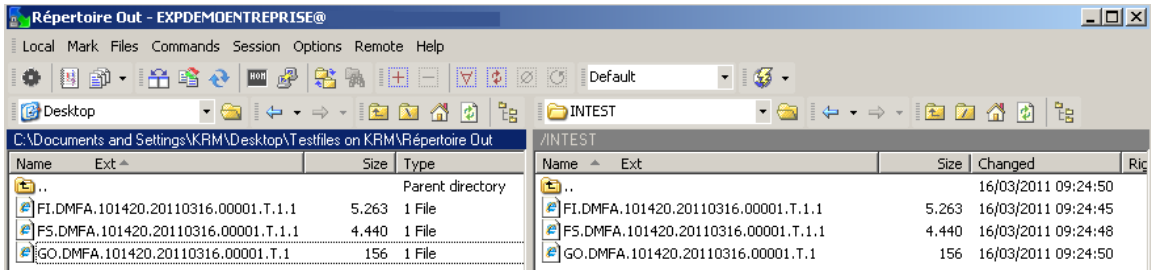 Répertoire Out - EXPDEMOENTREPRISE@
Local Mark Files Commands Session Options Remote Help
Default
Desktop INTEST
C:\Documents and Settings\KRM\Desktop\Testfiles on KRM\Répertoire Out /INTEST
Name Ext Size Type Name Ext Size Changed Rig
.. Parent directory .. 16/03/2011 09:24:50
FI.DMFA.101420.20110316.00001.T.1.1 5.263 1 File FI.DMFA.101420.20110316.00001.T.1.1 5.263 16/03/2011 09:24:45
FS.DMFA.101420.20110316.00001.T.1.1 4.440 1 File FS.DMFA.101420.20110316.00001.T.1.1 4.440 16/03/2011 09:24:48
GO.DMFA.101420.20110316.00001.T.1 156 1 File GO.DMFA.101420.20110316.00001.T.1 156 16/03/2011 09:24:50